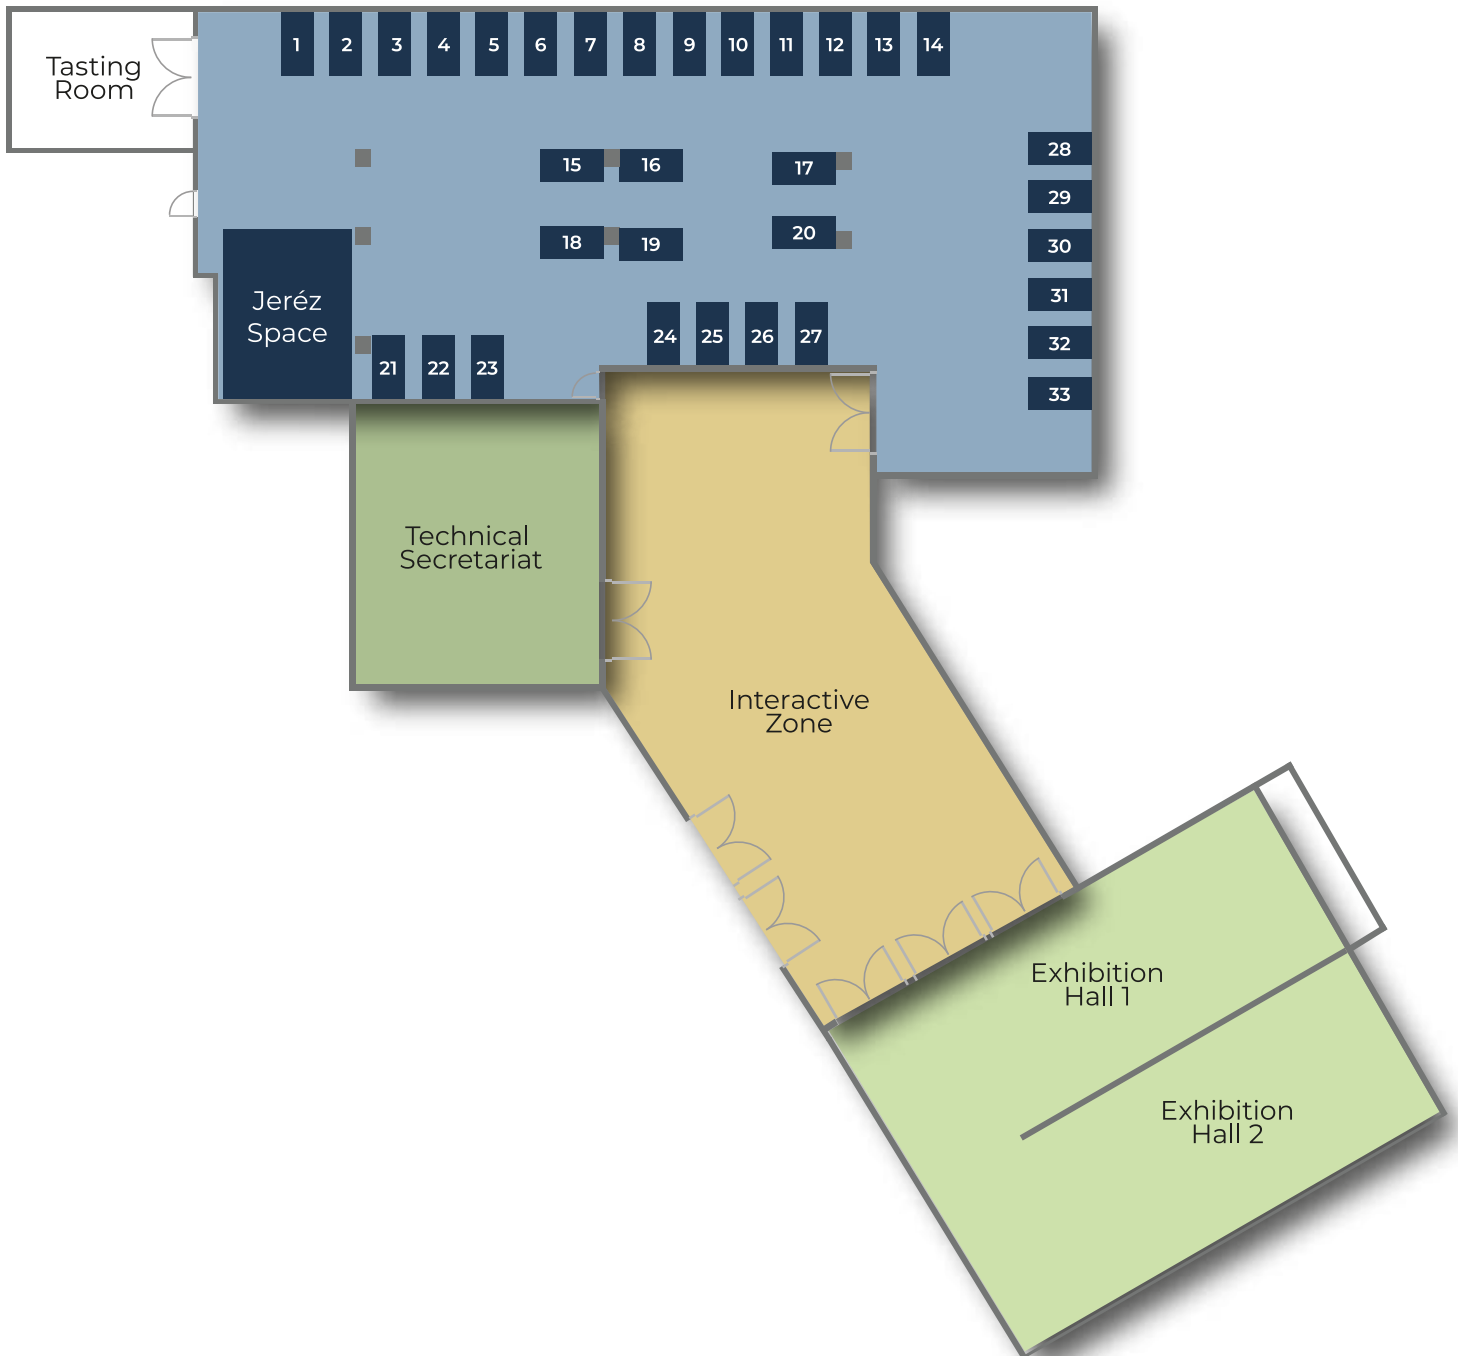 Tasting
Room
1 2 3 4 5 6 7 8 9 10 11 12 13 14
28
15 16 17
29
18 19 20
30
31
Jeréz
Space
24 25 26 27
32
21 22 23
33
Technical
Secretariat
Interactive
Zone
Exhibition
Hall 1
Exhibition
Hall 2